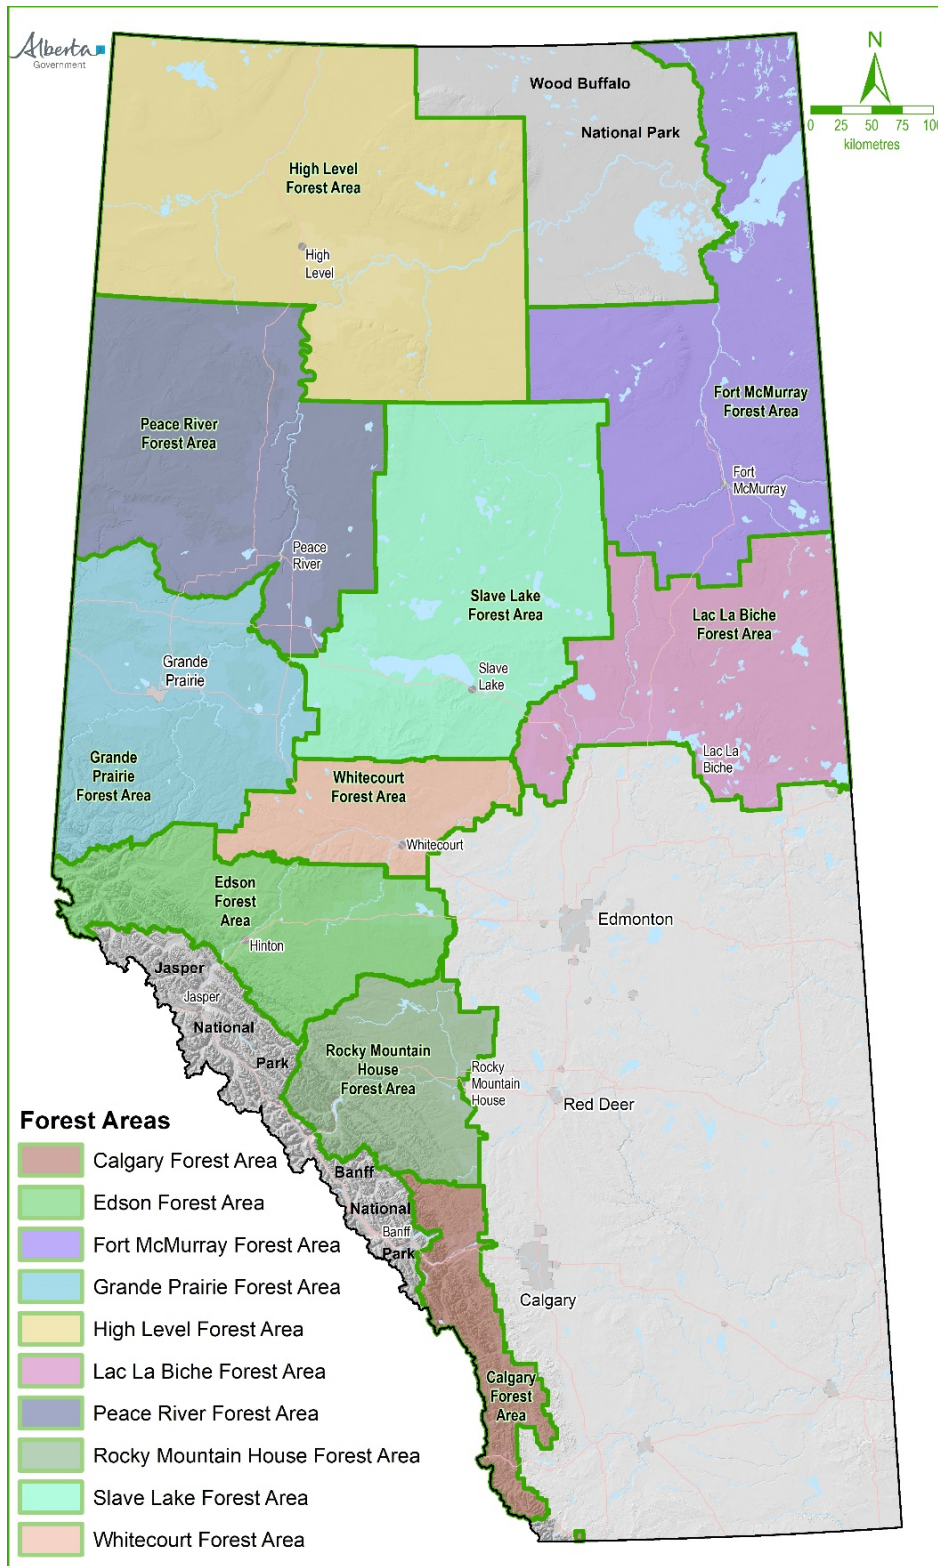 Alberta
Government
N
0 25 50 75 100
kilometres
Wood Buffalo
National Park
High Level
Forest Area
High
Level
Fort McMurray
Forest Area
Peace River
Forest Area
Fort
McMurray
Peace
River
Slave Lake
Forest Area
Lac La Biche
Forest Area
Grande
Prairie
Slave
Lake
Grande
Prairie
Forest Area
Whitecourt
Forest Area
Lac La
Biche
Whitecourt
Edson
Forest
Area
Edmonton
Hinton
Jasper
Jasper
National
Park
Rocky Mountain
House
Forest Area
Rocky
Mountain
House
Red Deer
Banff
National
Banff
Park
Calgary
Calgary
Forest
Area
Forest Areas
Calgary Forest Area
Edson Forest Area
Fort McMurray Forest Area
Grande Prairie Forest Area
High Level Forest Area
Lac La Biche Forest Area
Peace River Forest Area
Rocky Mountain House Forest Area
Slave Lake Forest Area
Whitecourt Forest Area